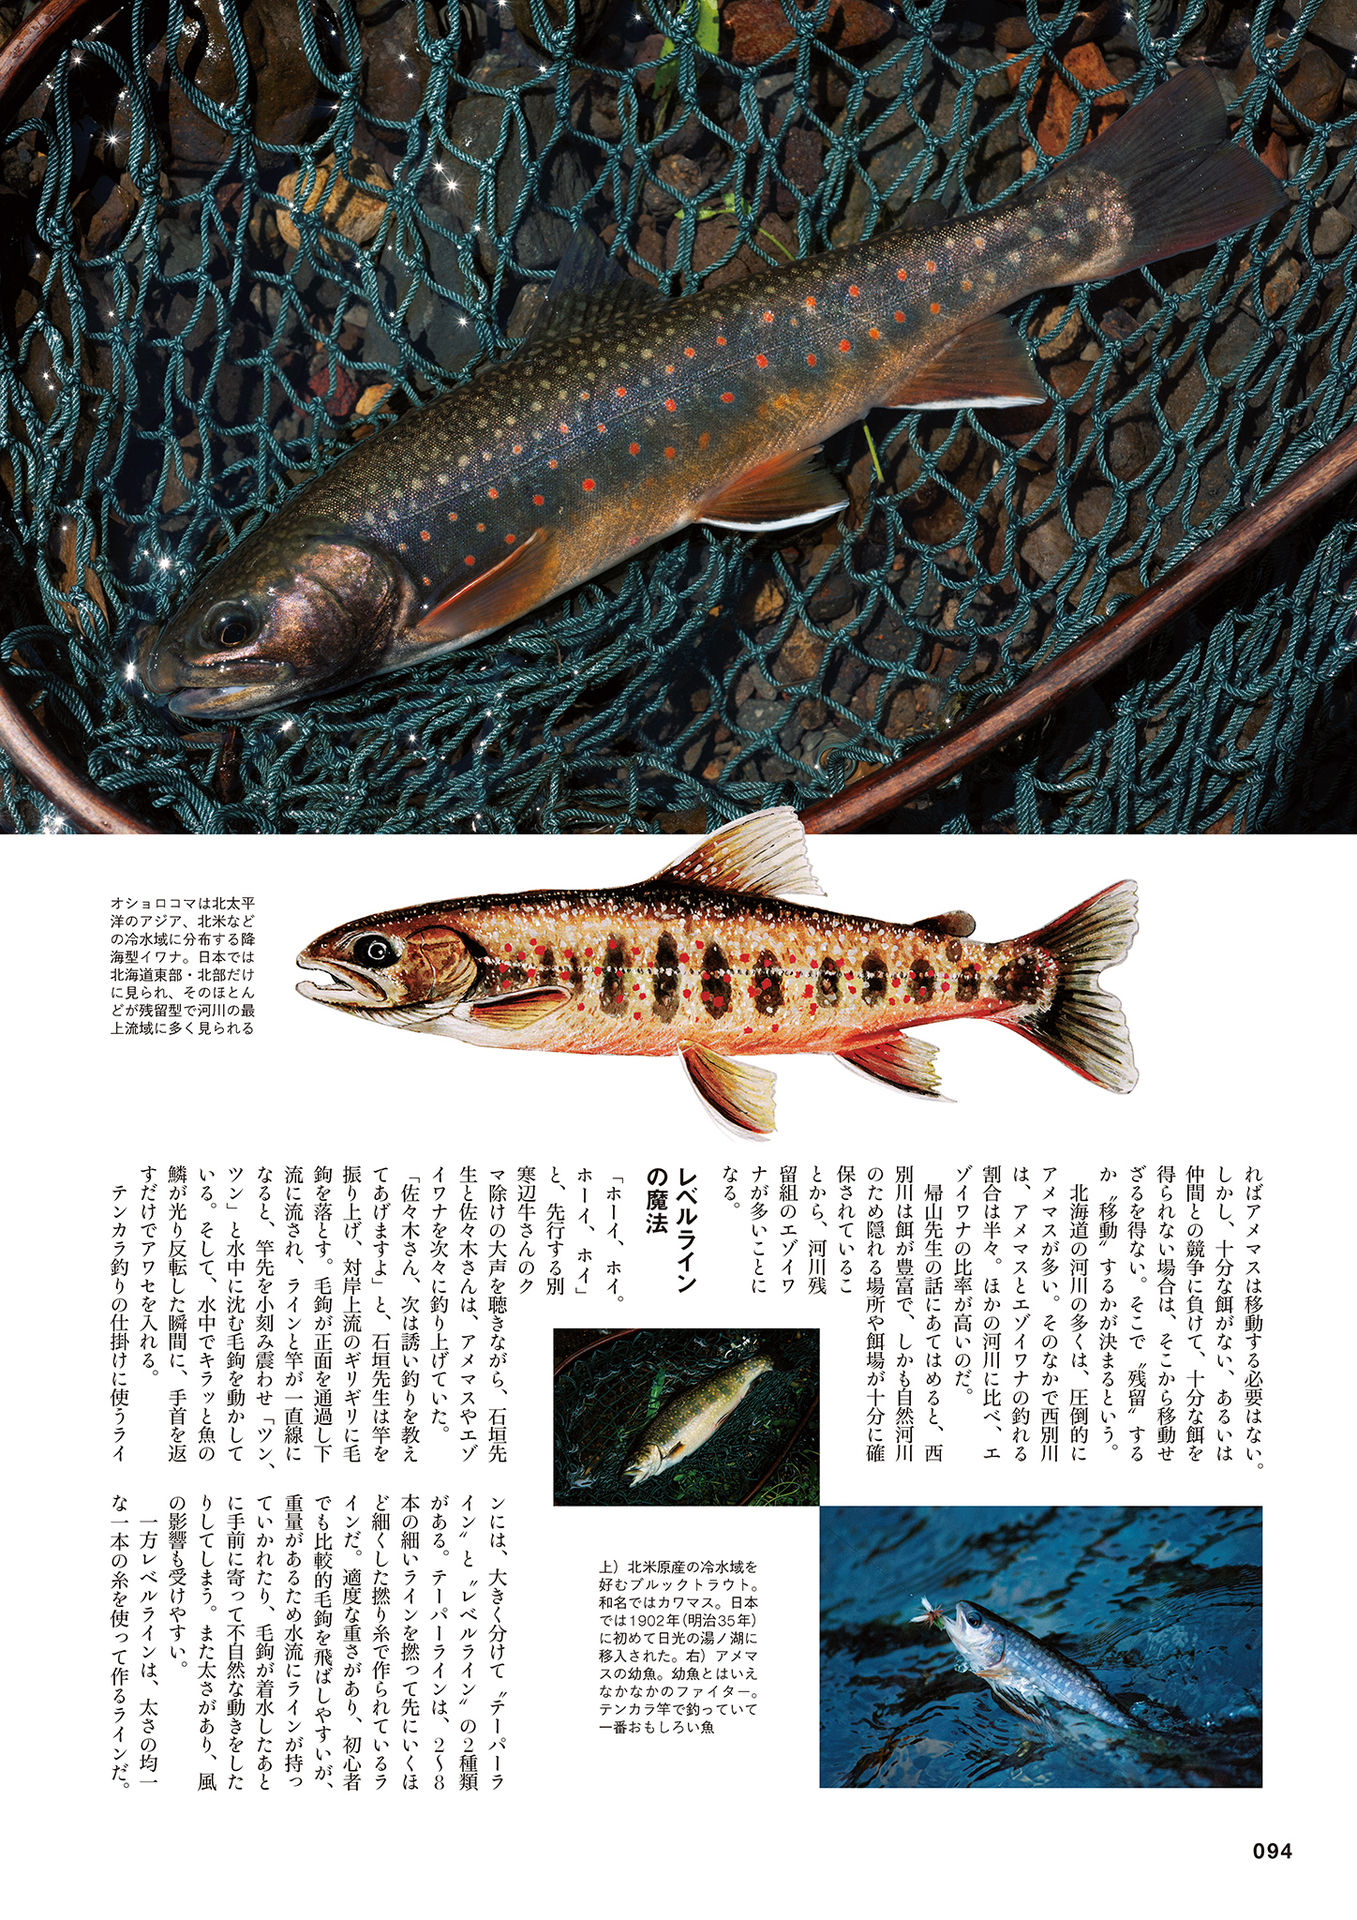 オショロコマは北太平
洋のアジア、北米など
の冷水域に分布する降
海型イワナ。日本では
北海道東部・北部だけ
に見られ、そのほとん
どが残留型で河川の最
上流域に多く見られる
ればアメマスは移動する必要はない。
しかし、十分な餌がない、あるいは
仲間との競争に負けて、十分な餌を
得られない場合は、そこから移動せ
ざるを得ない。そこで〝残留〟する
か〝移動〟するかが決まるという。
北海道の河川の多くは、圧倒的に
アメマスが多い。そのなかで西別川
は、アメマスとエゾイワナの釣れる
割合は半々。ほかの河川に比べ、エ
ゾイワナの比率が高いのだ。
帰山先生の話にあてはめると、西
別川は餌が豊富で、しかも自然河川
のため隠れる場所や餌場が十分に確
保されているこ
とから、河川残
留組のエゾイワ
ナが多いことに
なる。
レベルライン
の魔法
「ホーイ、ホイ。
ホーイ、ホイ」
と、先行する別
寒辺牛さんのク
マ除けの大声を聴きながら、石垣先
生と佐々木さんは、アメマスやエゾ
イワナを次々に釣り上げていた。
「佐々木さん、次は誘い釣りを教え
てあげますよ」と、石垣先生は竿を
振り上げ、対岸上流のギリギリに毛
鉤を落とす。毛鉤が正面を通過し下
流に流され、ラインと竿が一直線に
なると、竿先を小刻み震わせ「ツン、
ツン」と水中に沈む毛鉤を動かして
いる。そして、水中でキラッと魚の
鱗が光り反転した瞬間に、手首を返
すだけでアワセを入れる。
テンカラ釣りの仕掛けに使うライ
ンには、大きく分けて〝テーパーラ
イン〟と〝レベルライン〟の2種類
がある。テーパーラインは、2〜8
本の細いラインを撚って先にいくほ
ど細くした撚り糸で作られているラ
インだ。適度な重さがあり、初心者
でも比較的毛鉤を飛ばしやすいが、
重量があるため水流にラインが持っ
ていかれたり、毛鉤が着水したあと
に手前に寄って不自然な動きをした
りしてしまう。また太さがあり、風
の影響も受けやすい。
一方レベルラインは、太さの均一
な一本の糸を使って作るラインだ。
上）北米原産の冷水域を
好むブルックトラウト。
和名ではカワマス。日本
では1902年（明治35年）
に初めて日光の湯ノ湖に
移入された。右）アメマ
スの幼魚。幼魚とはいえ
なかなかのファイター。
テンカラ竿で釣っていて
一番おもしろい魚
094